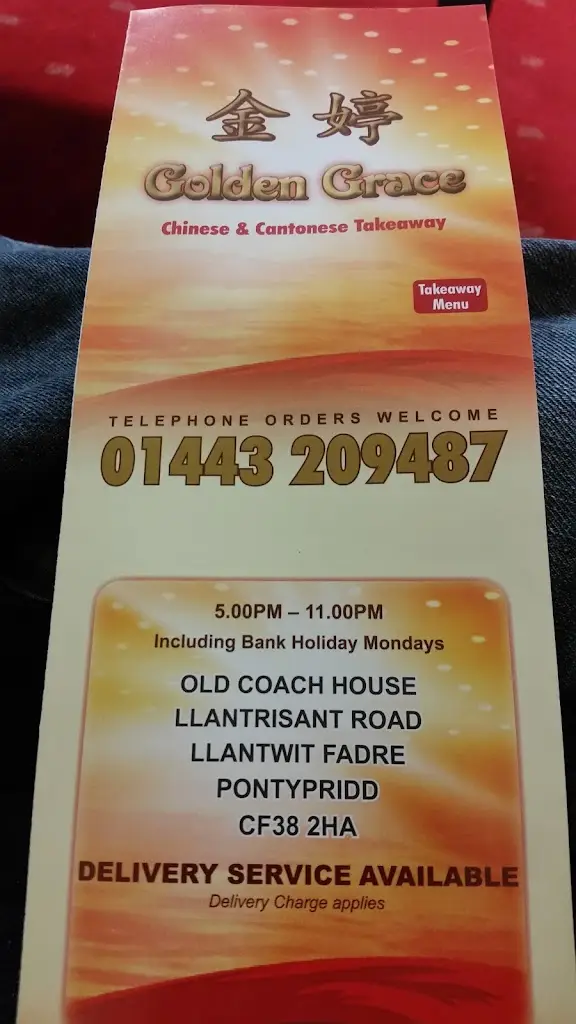 金婷
Golden Grace
Chinese & Cantonese Takeaway
Takeaway
Menu
TELEPHONE ORDERS WELCOME
01443 209487
5.00PM – 11.00PM
Including Bank Holiday Mondays
OLD COACH HOUSE
LLANTRISANT ROAD
LLANTWIT FADRE
PONTYPRIDD
CF38 2HA
DELIVERY SERVICE AVAILABLE
Delivery Charge applies